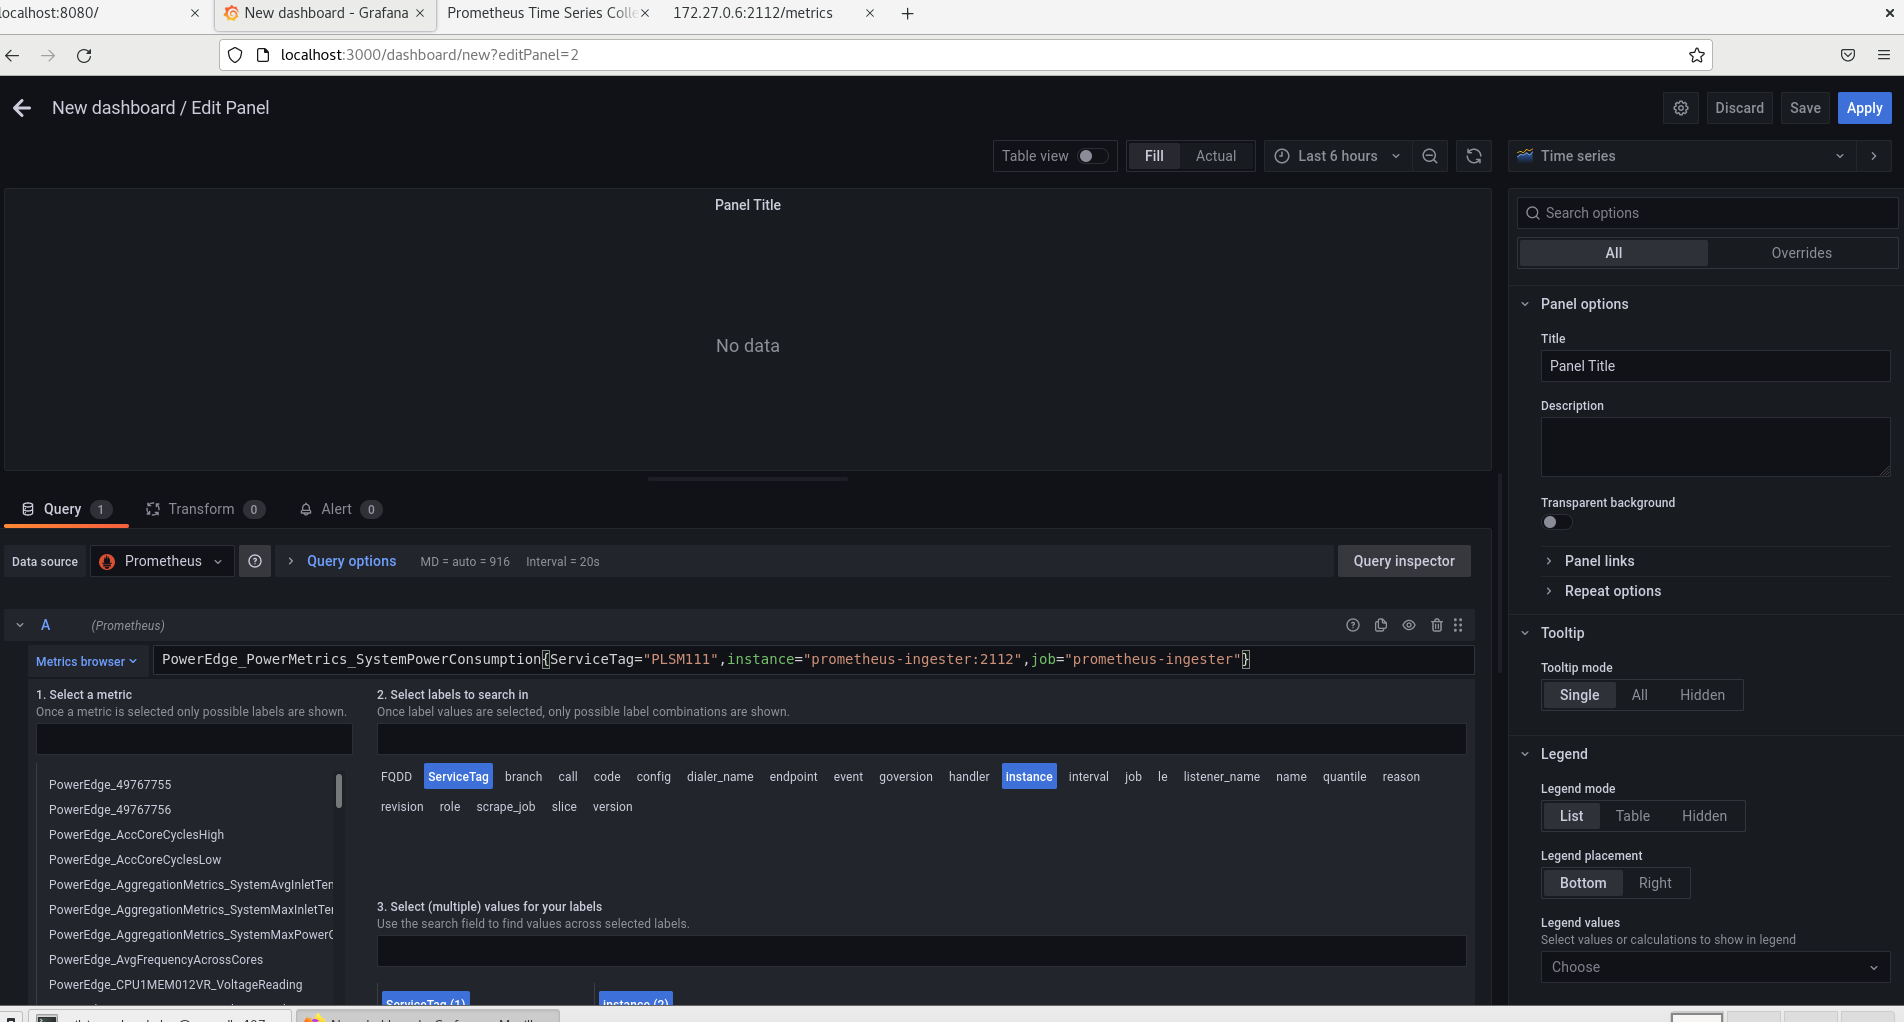 localhost:8080/
New dashboard - Grafana
Prometheus Time Series Colle
172.27.0.6:2112/metrics
localhost:3000/dashboard/new?editPanel=2
New dashboard / Edit Panel
Discard Save Apply
Table view Fill Actual Last 6 hours Time series
Panel Title
No data
Search options
All Overrides
Panel options
Title
Panel Title
Description
Transparent background
Panel links
Repeat options
Query 1 Transform 0 Alert 0
Data source Prometheus Query options MD = auto = 916 Interval = 20s Query inspector
A (Prometheus)
Metrics browser PowerEdge_PowerMetrics_SystemPowerConsumption{ServiceTag="PLSM111",instance="prometheus-ingester:2112",job="prometheus-ingester"}
1. Select a metric
Once a metric is selected only possible labels are shown.
PowerEdge_49767755
PowerEdge_49767756
PowerEdge_AccCoreCyclesHigh
PowerEdge_AccCoreCyclesLow
PowerEdge_AggregationMetrics_SystemAvgInletTem
PowerEdge_AggregationMetrics_SystemMaxInletTe
PowerEdge_AggregationMetrics_SystemMaxPowerC
PowerEdge_AvgFrequencyAcrossCores
PowerEdge_CPU1MEM012VR_VoltageReading
2. Select labels to search in
Once label values are selected, only possible label combinations are shown.
FQDD ServiceTag branch call code config dialer_name endpoint event goversion handler instance interval job le listener_name name quantile reason
revision role scrape_job slice version
3. Select (multiple) values for your labels
Use the search field to find values across selected labels.
ServiceTag (1) instance (2)
Tooltip
Tooltip mode
Single All Hidden
Legend
Legend mode
List Table Hidden
Legend placement
Bottom Right
Legend values
Select values or calculations to show in legend
Choose